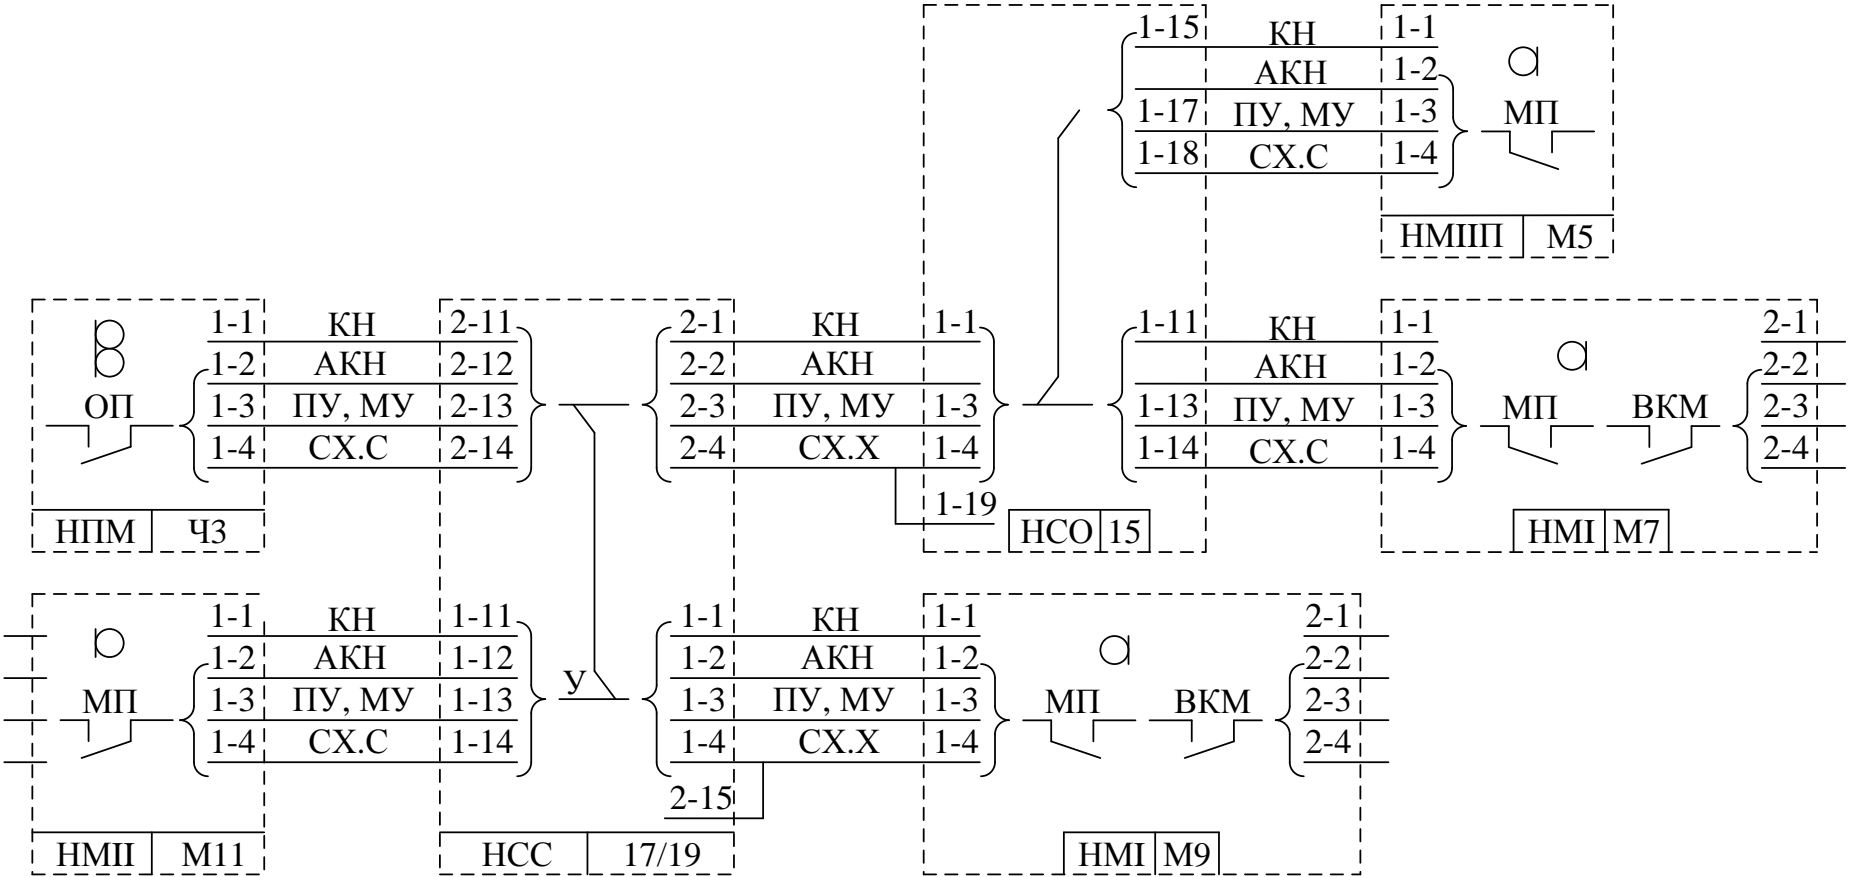 1-15 КН 1-1
АКН 1-2
1-17 ПУ, МУ 1-3 МП
1-18 СХ.С 1-4
НМІІП М5
1-1 КН 2-11 2-1 КН 1-1 1-11 КН 1-1 2-1
1-2 АКН 2-12 2-2 АКН АКН 1-2 2-2
ОП 1-3 ПУ, МУ 2-13 2-3 ПУ, МУ 1-3 1-13 ПУ, МУ 1-3 МП ВКМ 2-3
1-4 СХ.С 2-14 2-4 СХ.Х 1-4 1-14 СХ.С 1-4 2-4
1-19
НПМ Ч3 НСО 15 НМІ М7
1-1 КН 1-11 1-1 КН 1-1 2-1
1-2 АКН 1-12 1-2 АКН 1-2 2-2
МП 1-3 ПУ, МУ 1-13 У 1-3 ПУ, МУ 1-3 МП ВКМ 2-3
1-4 СХ.С 1-14 1-4 СХ.Х 1-4 2-4
2-15
НМІІ М11 НСС 17/19 НМІ М9